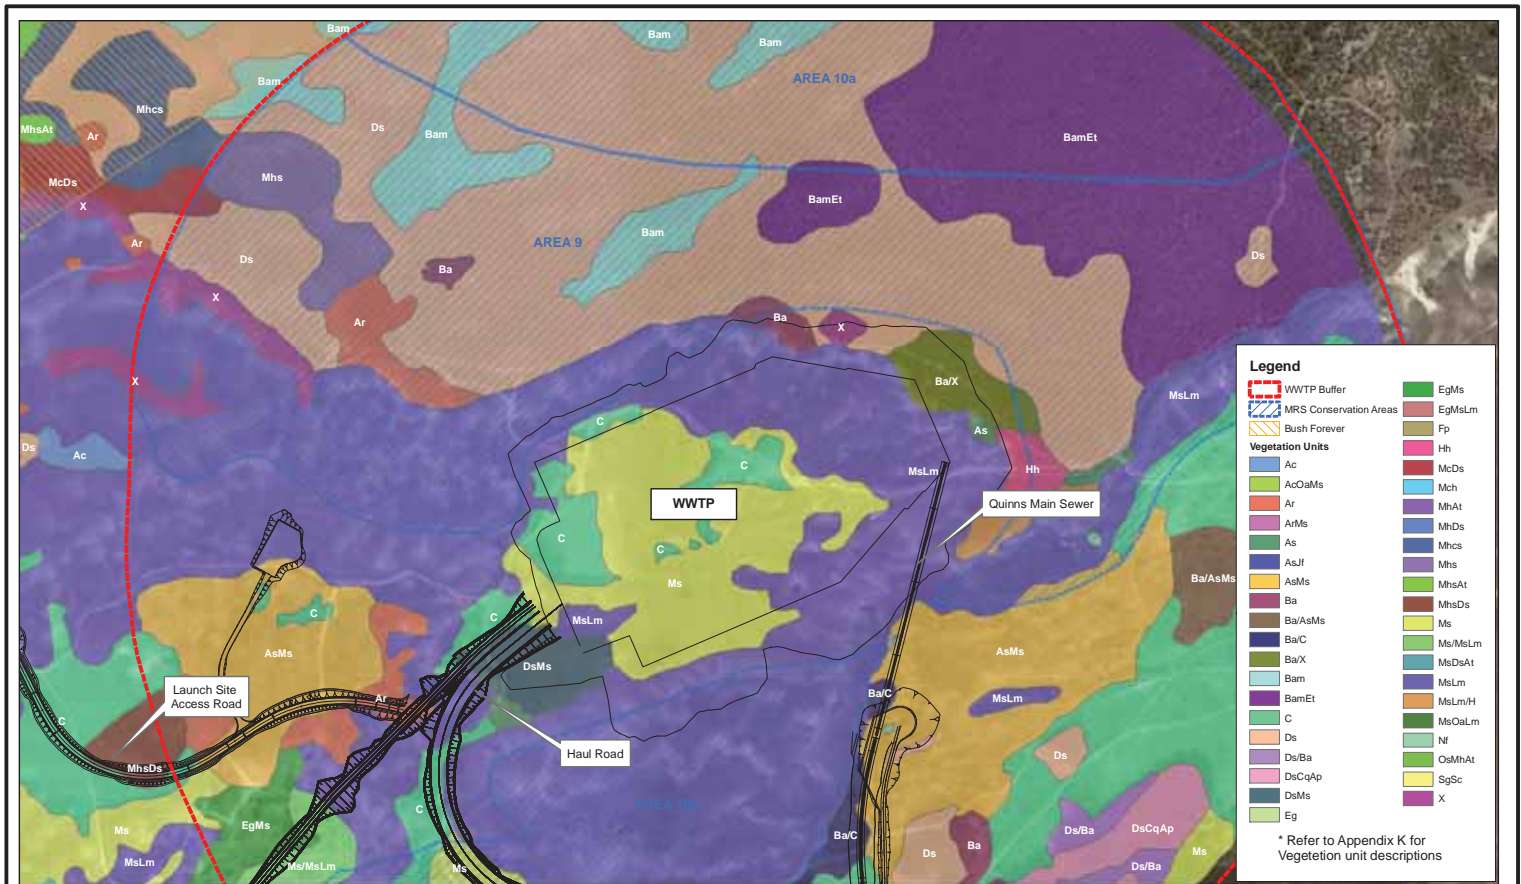 Bam
Bam
Bam
AREA 10a
Bam
Mhcs
MhsAt
Ar
Ds
Bam
BamEt
McDs
Mhs
X
BamEt
Ar
Bam
AREA 9
Ds
Ba
Ds
X
Ar
Ba
X
X
Ba/X
MsLm
C
As
Ds
Ac
C
MsLm
Hh
WWTP
Quinns Main Sewer
C
C
Ms
Ba/AsMs
C
C
MsLm
AsMs
DsMs
AsMs
Launch Site
Access Road
Ar
Ba/C
MsLm
C
Haul Road
Ds
MhsDs
C
Ms
EgMs
Ba/C
Ds/Ba
DsCqAp
MsLm
Ms/MsLm
Ms
Ds
Ba
Ds/Ba
Ms
Legend
WWTP Buffer
MRS Conservation Areas
Bush Forever
Vegetation Units
Ac
AcOaMs
Ar
ArMs
As
AsJf
AsMs
Ba
Ba/AsMs
Ba/C
Ba/X
Bam
BamEt
C
Ds
Ds/Ba
DsCqAp
DsMs
Eg
EgMs
EgMsLm
Fp
Hh
McDs
Mch
MhAt
MhDs
Mhcs
Mhs
MhsAt
MhsDs
Ms
Ms/MsLm
MsDsAt
MsLm
MsLm/H
MsOaLm
Nf
OsMhAt
SgSc
X
* Refer to Appendix K for
Vegetetion unit descriptions